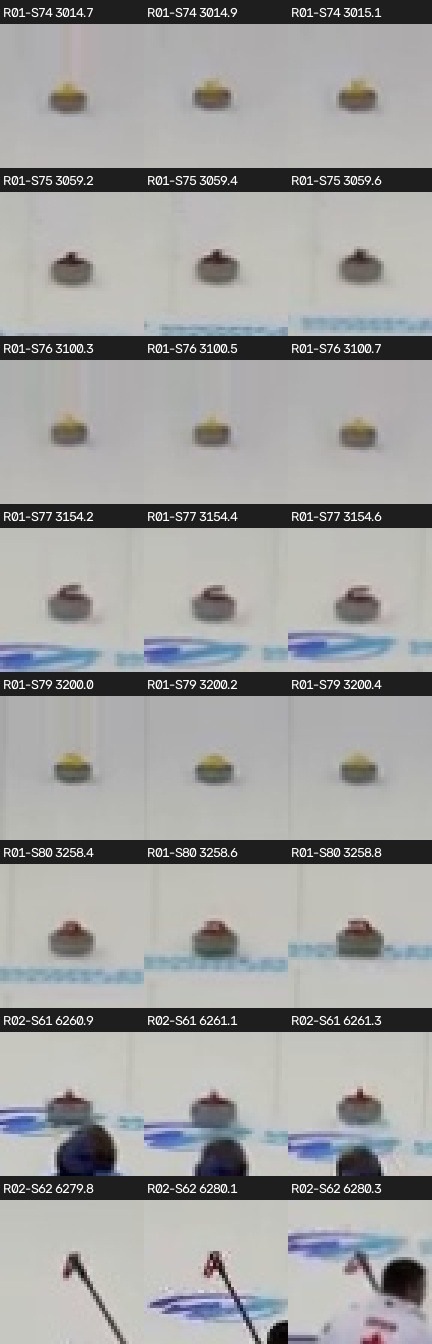 R01-S74 3014.7 R01-S74 3014.9 R01-S74 3015.1
R01-S75 3059.2 R01-S75 3059.4 R01-S75 3059.6
R01-S76 3100.3 R01-S76 3100.5 R01-S76 3100.7
R01-S77 3154.2 R01-S77 3154.4 R01-S77 3154.6
R01-S79 3200.0 R01-S79 3200.2 R01-S79 3200.4
R01-S80 3258.4 R01-S80 3258.6 R01-S80 3258.8
R02-S61 6260.9 R02-S61 6261.1 R02-S61 6261.3
R02-S62 6279.8 R02-S62 6280.1 R02-S62 6280.3